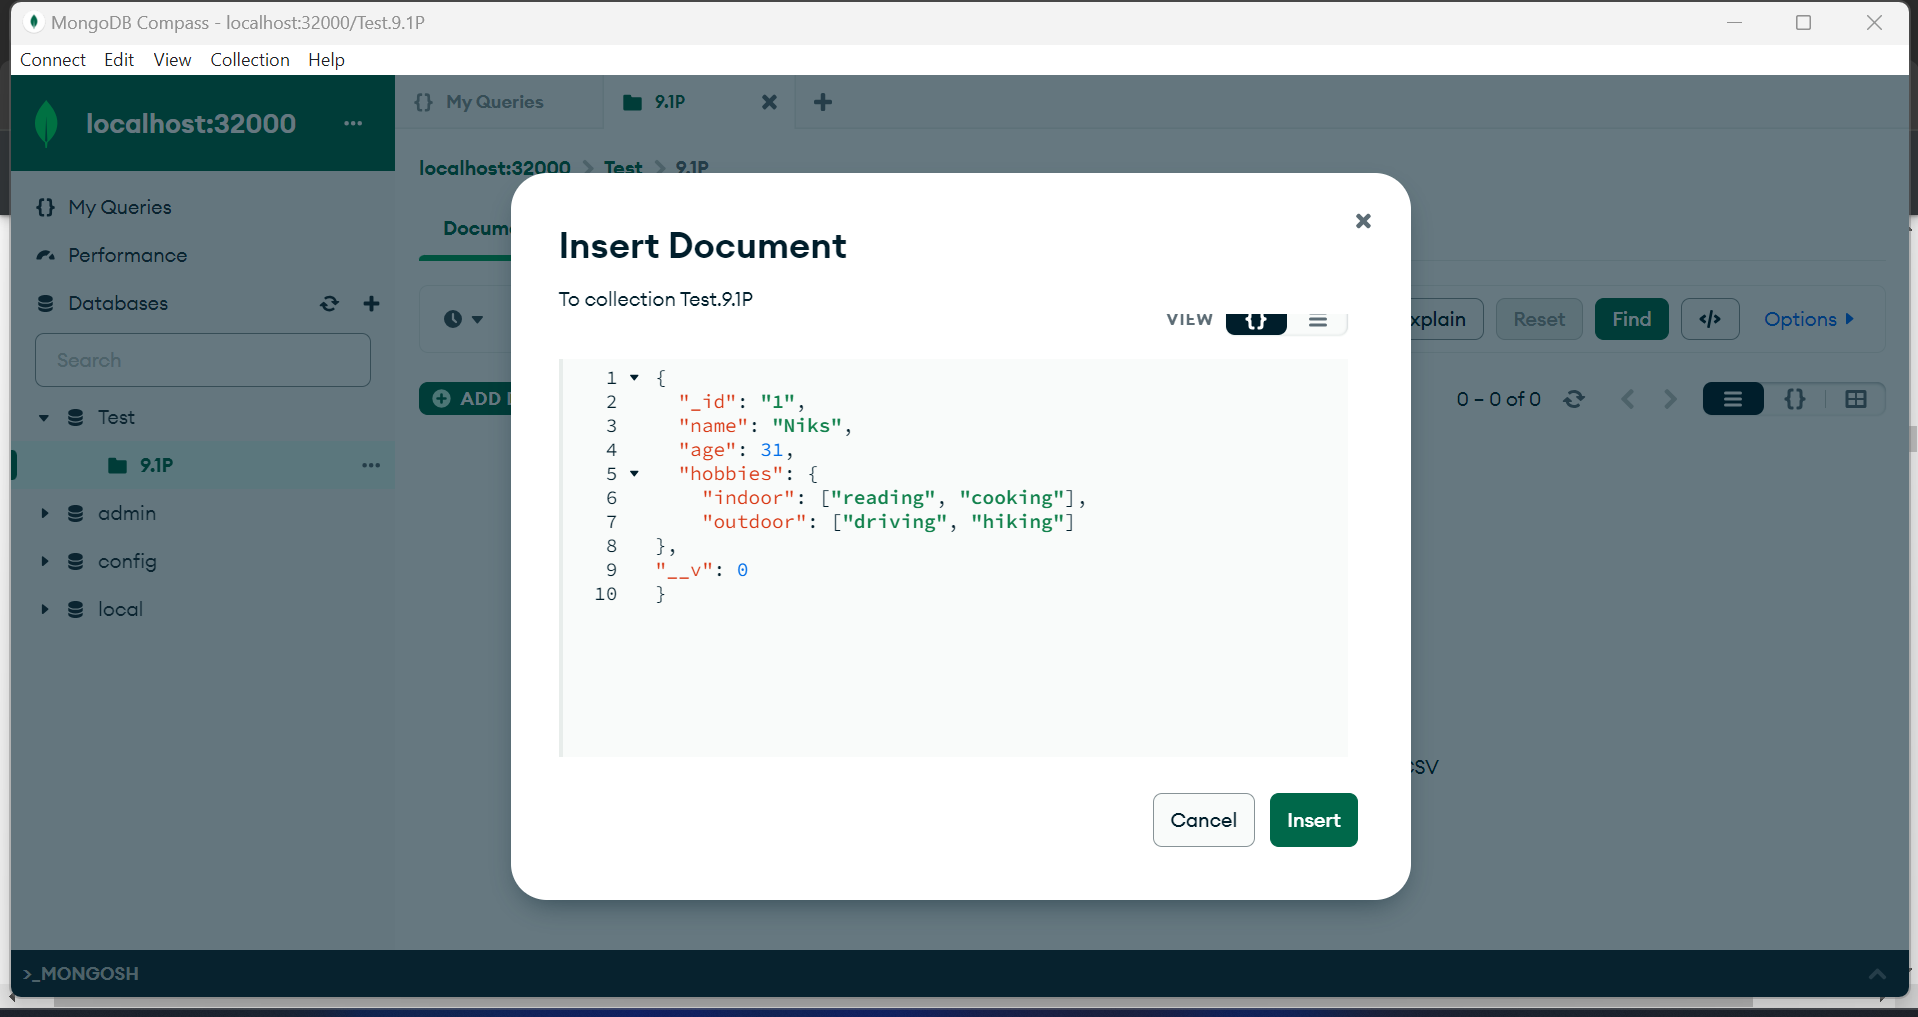 MongoDB Compass - localhost:32000/Test.9.1P
Connect Edit View Collection Help
localhost:32000 ...
{} My Queries
9.1P
localhost:32000 > Test > 9.1P
{} My Queries
Performance
Databases
Search
Test
9.1P ...
admin
config
local
Reset
Find
</>
Options
ADD
0 – 0 of 0
{}
Insert Document
To collection Test.9.1P
VIEW {}
1 {
2 "_id": "1",
3 "name": "Niks",
4 "age": 31,
5 "hobbies": {
6 "indoor": ["reading", "cooking"],
7 "outdoor": ["driving", "hiking"]
8 },
9 "__v": 0
10 }
Cancel
Insert
>_MONGOSH